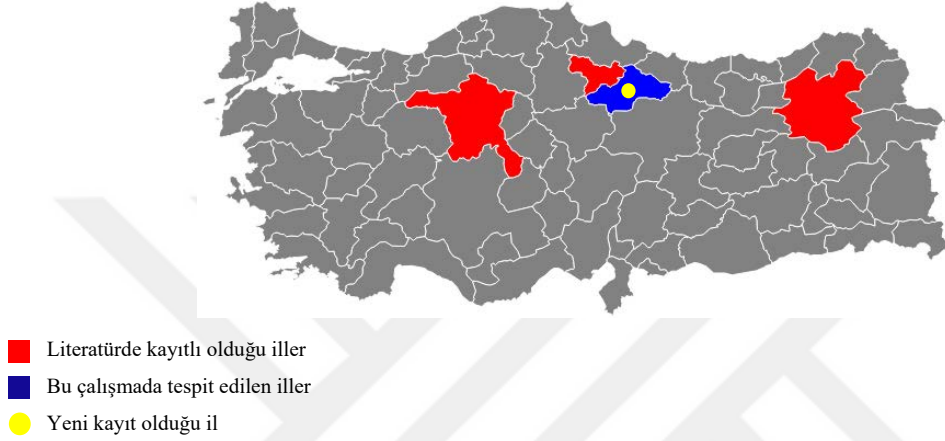 Literatürde kayıtlı olduğu iller
Bu çalışmada tespit edilen iller
Yeni kayıt olduğu il